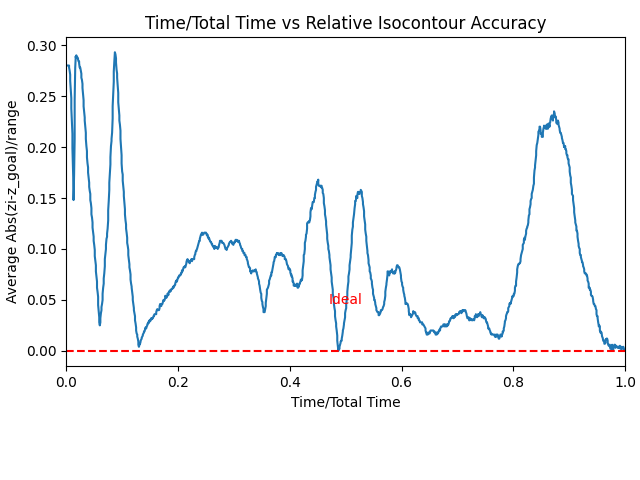 Time/Total Time vs Relative Isocontour Accuracy
Average Abs(zi-z_goal)/range
0.30
0.25
0.20
0.15
0.10
0.05
0.00
Ideal
0.0 0.2 0.4 0.6 0.8 1.0
Time/Total Time